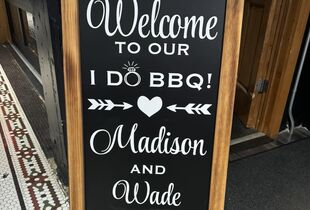 Welcome
TO OUR
I DO BBQ!
Madison
AND
Wade